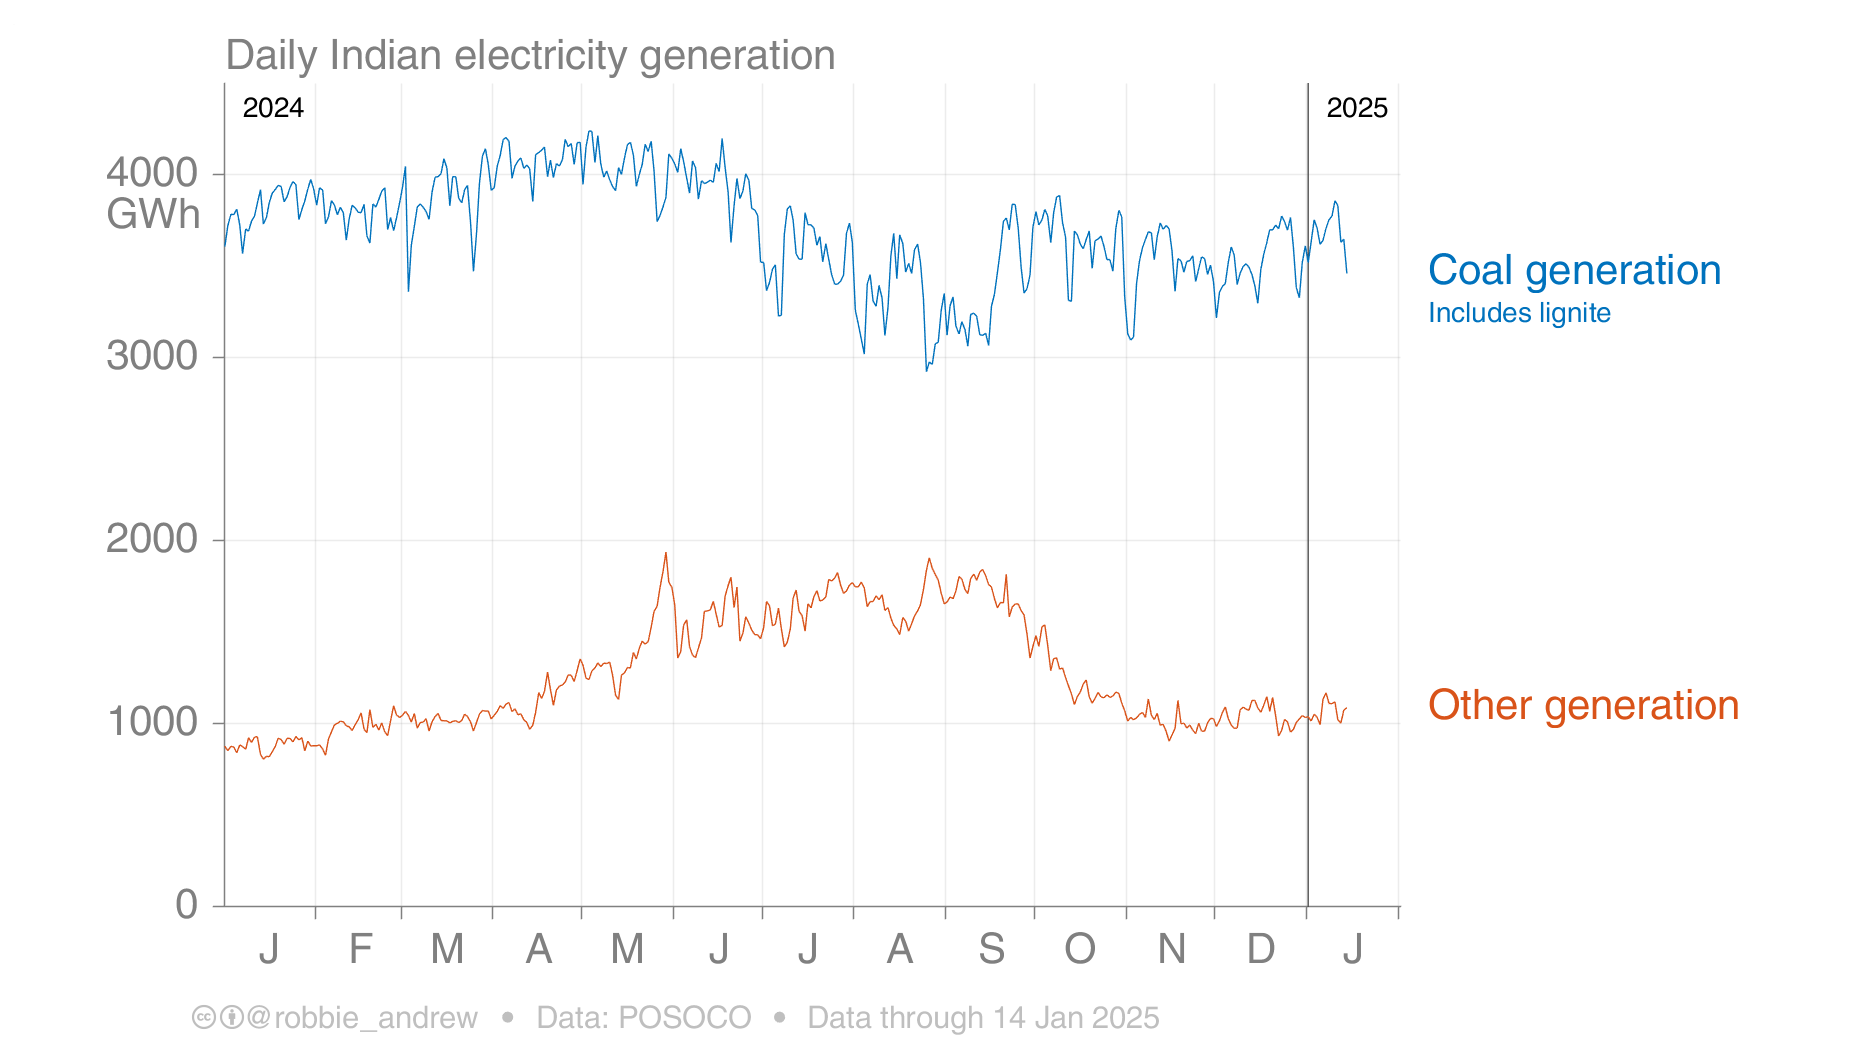 Daily Indian electricity generation
2024
2025
4000
GWh
3000
2000
1000
0
Coal generation
Includes lignite
Other generation
J F M A M J J A S O N D J
@robbie_andrew • Data: POSOCO • Data through 14 Jan 2025